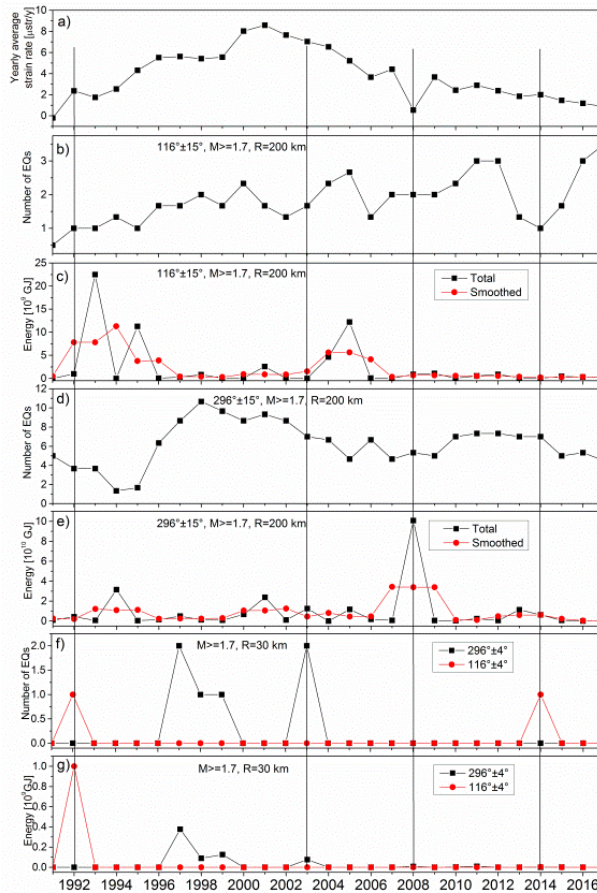 a)
Yearly average
strain rate [µstr/y]
8
6
4
2
0
b)
116°±15°, M>=1.7, R=200 km
Number of EQs
3
2
1
c)
116°±15°, M>=1.7, R=200 km
Energy [10⁹ GJ]
25
20
15
10
5
0
Total
Smoothed
d)
296°±15°, M>=1.7, R=200 km
Number of EQs
12
10
8
6
4
2
0
e)
296°±15°, M>=1.7, R=200 km
Energy [10¹⁰ GJ]
10
8
6
4
2
0
Total
Smoothed
f)
M>=1.7, R=30 km
Number of EQs
2.0
1.5
1.0
0.5
0.0
296°±4°
116°±4°
g)
M>=1.7, R=30 km
Energy [10⁹GJ]
1.0
0.8
0.6
0.4
0.2
0.0
296°±4°
116°±4°
1992 1994 1996 1998 2000 2002 2004 2006 2008 2010 2012 2014 2016